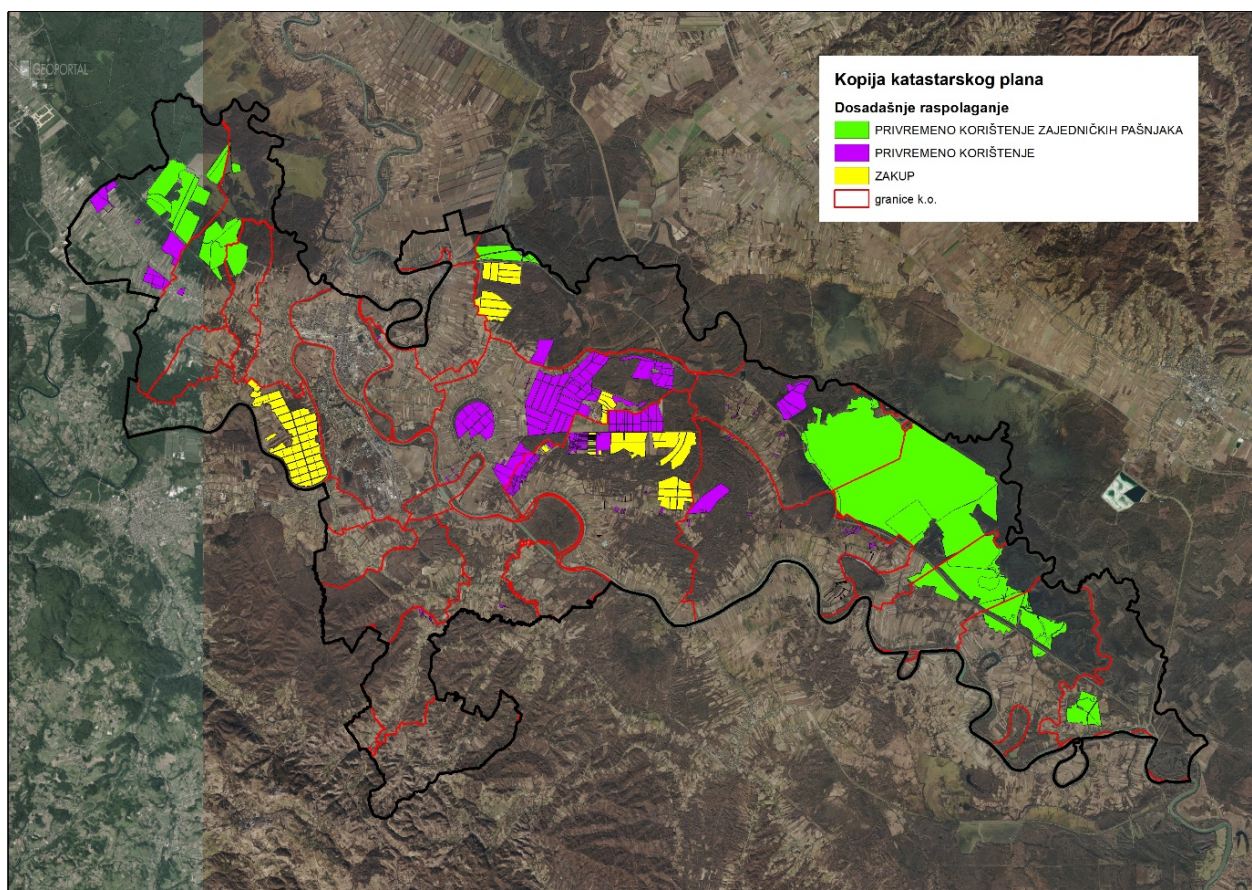 GEOPORTAL
Kopija katastarskog plana
Dosadašnje raspolaganje
PRIVREMENO KORIŠTENJE ZAJEDNIČKIH PAŠNJAKA
PRIVREMENO KORIŠTENJE
ZAKUP
granice k.o.